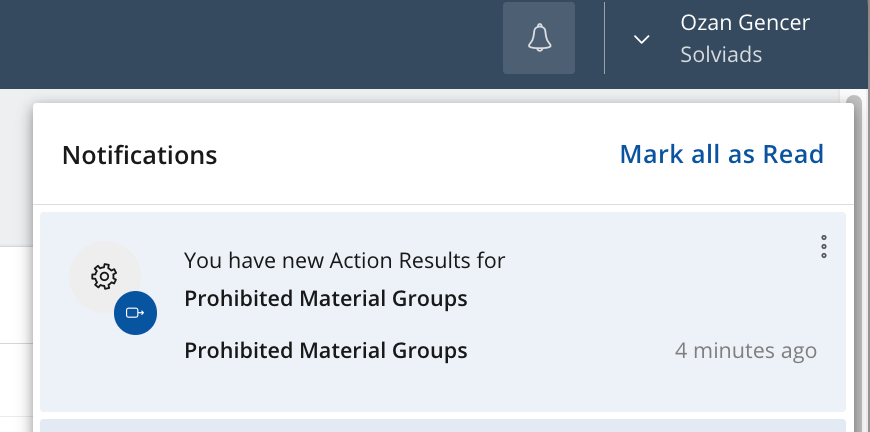 Ozan Gencer
Solviads
Notifications
Mark all as Read
You have new Action Results for
Prohibited Material Groups
Prohibited Material Groups
4 minutes ago